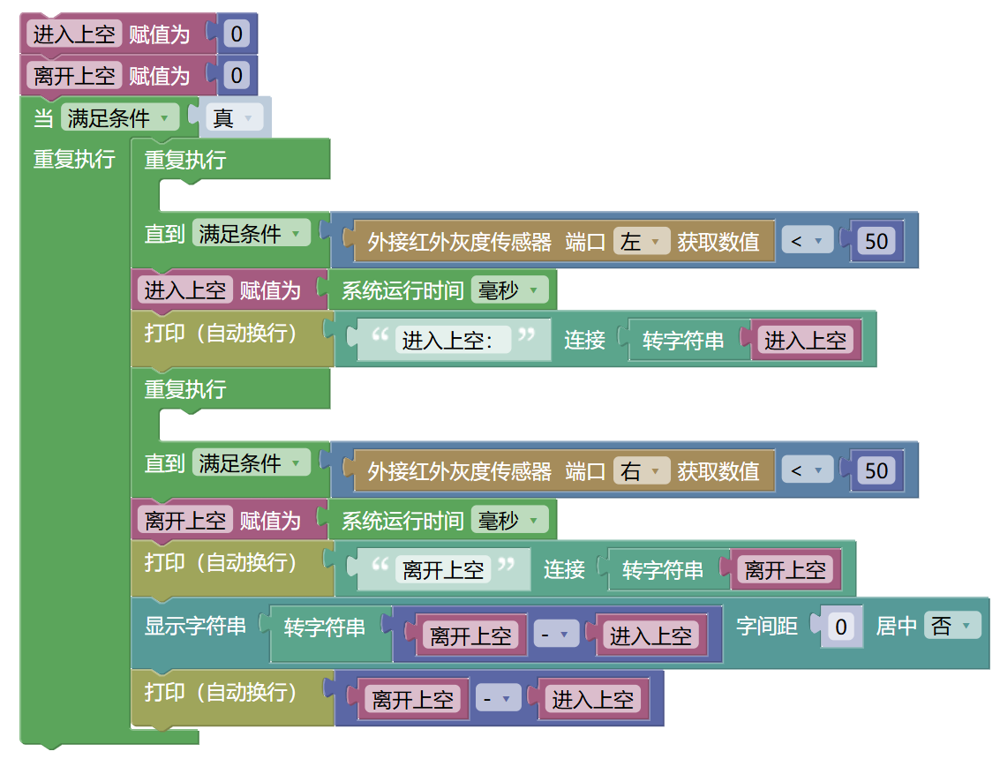 进入上空 赋值为 0
离开上空 赋值为 0
当 满足条件 真
重复执行 重复执行
直到 满足条件 外接红外灰度传感器 端口 左 获取数值 < 50
进入上空 赋值为 系统运行时间 毫秒
打印（自动换行） “ 进入上空： ” 连接 转字符串 进入上空
重复执行
直到 满足条件 外接红外灰度传感器 端口 右 获取数值 < 50
离开上空 赋值为 系统运行时间 毫秒
打印（自动换行） “ 离开上空 ” 连接 转字符串 离开上空
显示字符串 转字符串 离开上空 - 进入上空 字间距 0 居中 否
打印（自动换行） 离开上空 - 进入上空